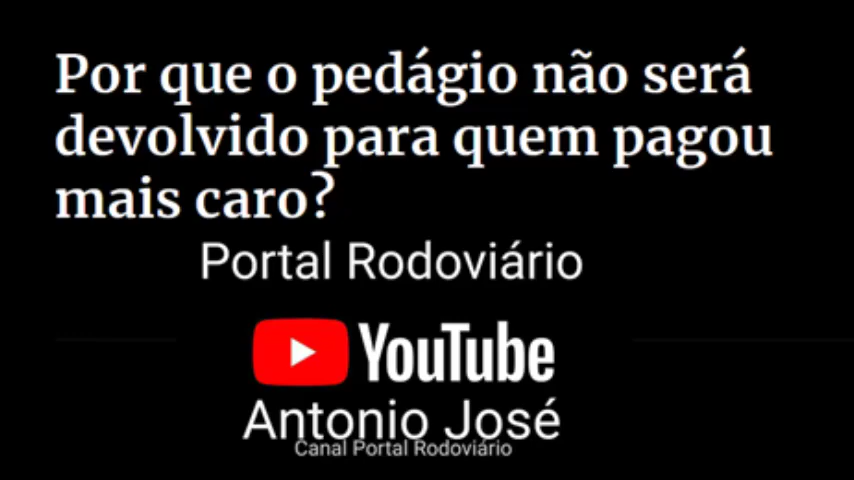 Por que o pedágio não será
devolvido para quem pagou
mais caro?
Portal Rodoviário
YouTube
Antonio José
Canal Portal Rodoviário